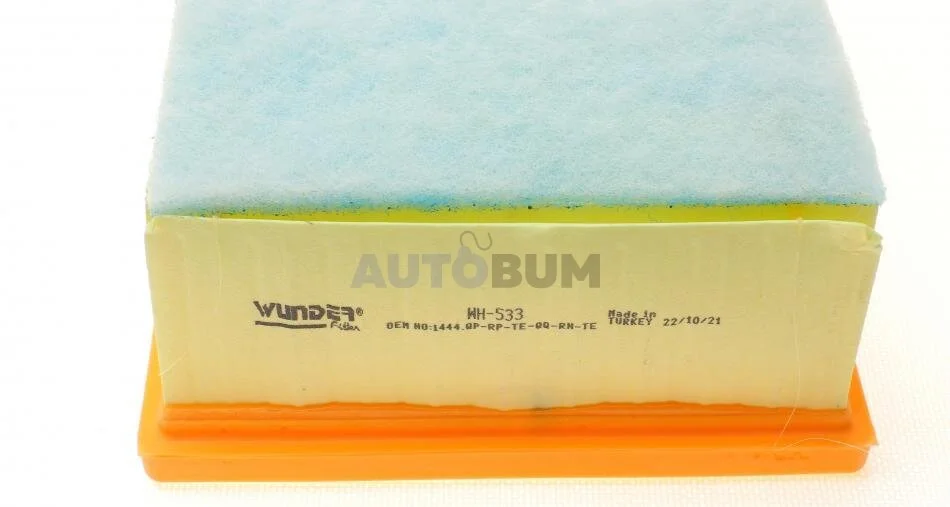 AUTOBUM
WUNDER® Filter
WH-533
OEM NO:1444.QP-RP-TE-QQ-RN-TE
Made in
TURKEY 22/10/21